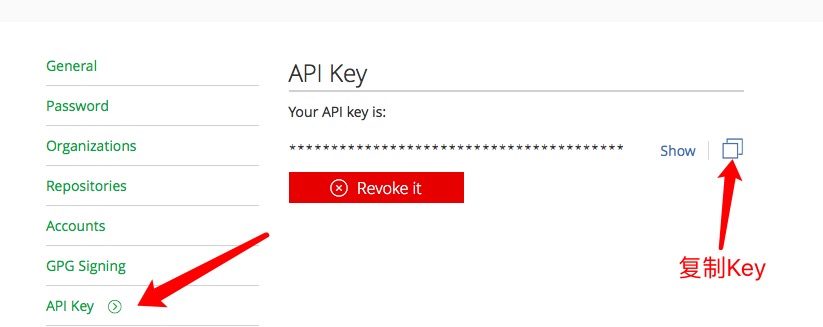 General
Password
Organizations
Repositories
Accounts
GPG Signing
API Key
API Key
Your API key is:
****************************************
Show
Revoke it
复制Key